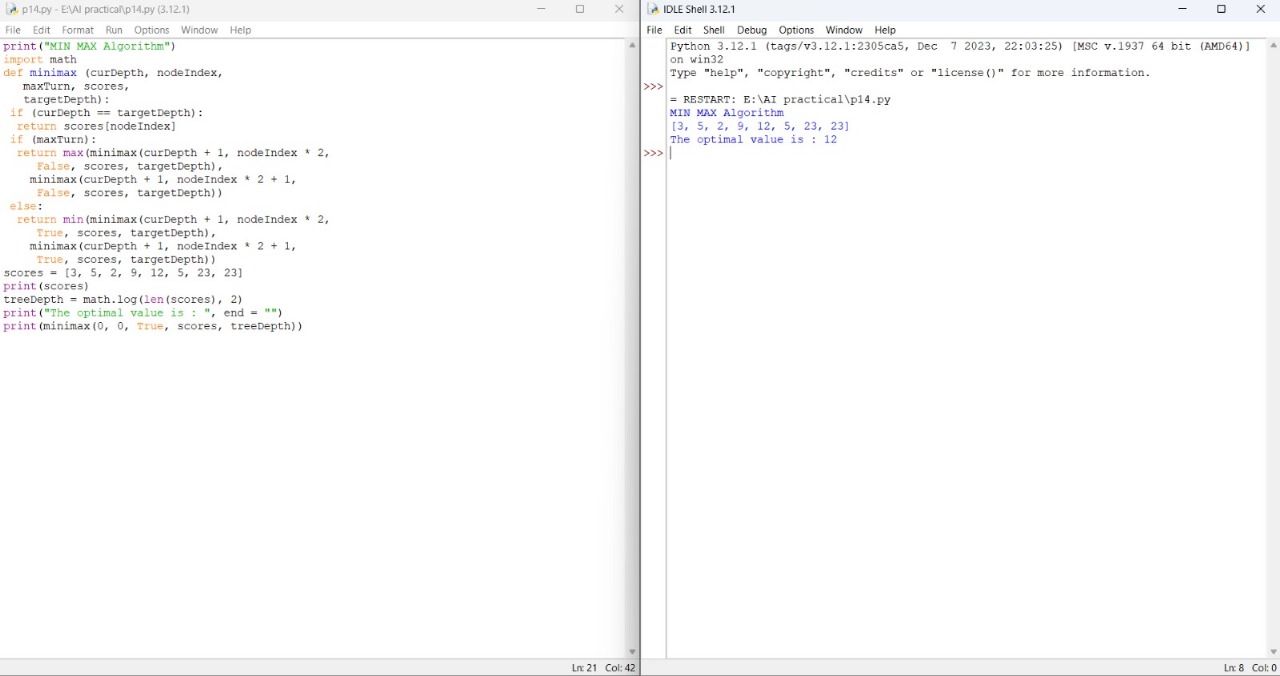 p14.py - E:\AI practical\p14.py (3.12.1)
File Edit Format Run Options Window Help
print("MIN MAX Algorithm")
import math
def minimax (curDepth, nodeIndex,
   maxTurn, scores,
   targetDepth):
 if (curDepth == targetDepth):
  return scores[nodeIndex]
 if (maxTurn):
  return max(minimax(curDepth + 1, nodeIndex * 2,
     False, scores, targetDepth),
    minimax(curDepth + 1, nodeIndex * 2 + 1,
     False, scores, targetDepth))
 else:
  return min(minimax(curDepth + 1, nodeIndex * 2,
     True, scores, targetDepth),
    minimax(curDepth + 1, nodeIndex * 2 + 1,
     True, scores, targetDepth))
scores = [3, 5, 2, 9, 12, 5, 23, 23]
print(scores)
treeDepth = math.log(len(scores), 2)
print("The optimal value is : ", end = "")
print(minimax(0, 0, True, scores, treeDepth))
Ln: 21 Col: 42
IDLE Shell 3.12.1
File Edit Shell Debug Options Window Help
Python 3.12.1 (tags/v3.12.1:2305ca5, Dec  7 2023, 22:03:25) [MSC v.1937 64 bit (AMD64)]
on win32
Type "help", "copyright", "credits" or "license()" for more information.
>>>
= RESTART: E:\AI practical\p14.py
MIN MAX Algorithm
[3, 5, 2, 9, 12, 5, 23, 23]
The optimal value is : 12
>>>
Ln: 8 Col: 0